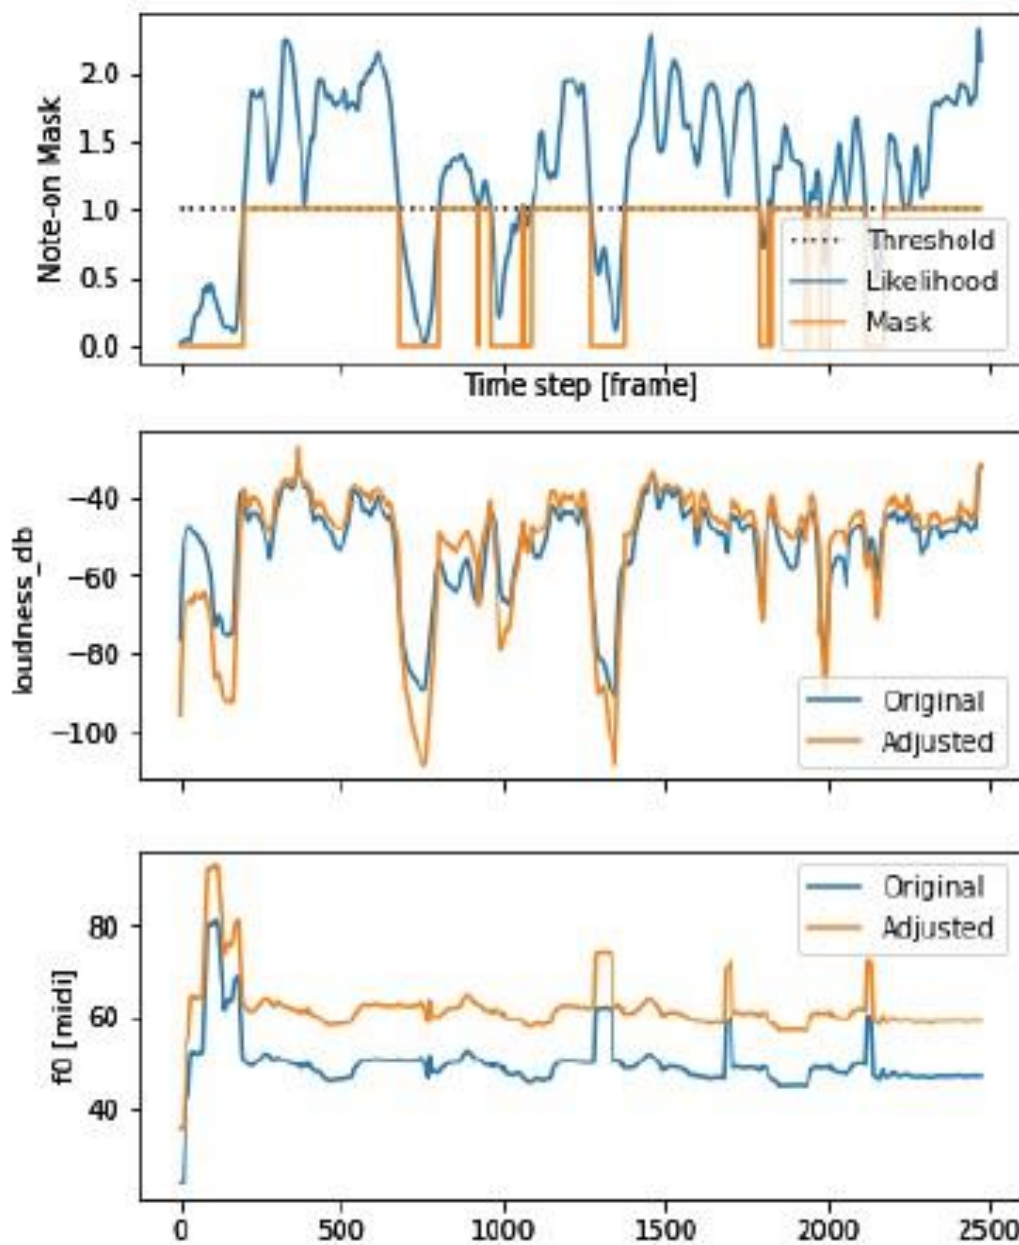 Note-on Mask
2.0
1.5
1.0
0.5
0.0
Threshold
Likelihood
Mask
Time step [frame]
loudness_db
−40
−60
−80
−100
Original
Adjusted
f0 [midi]
80
60
40
Original
Adjusted
0 500 1000 1500 2000 2500